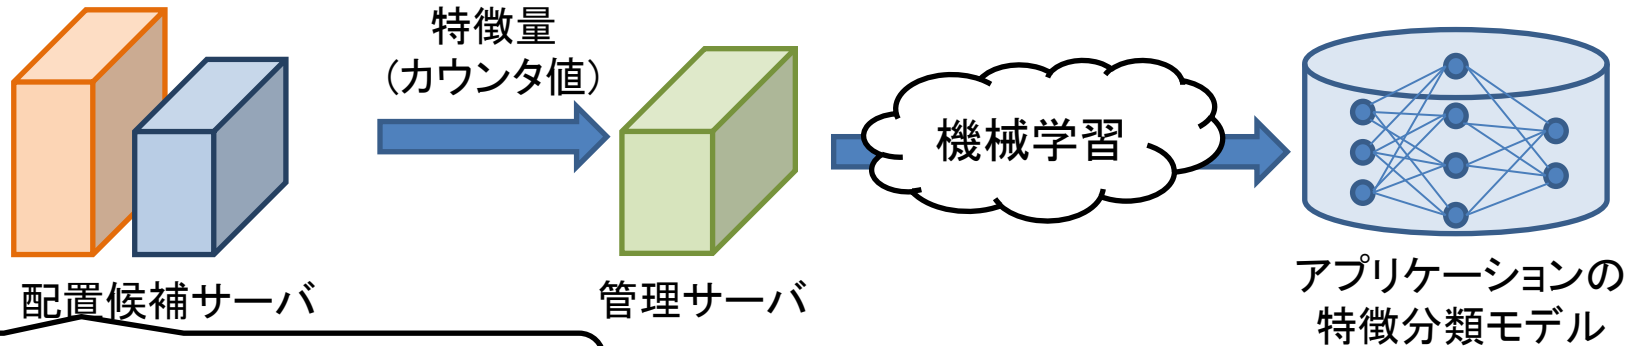 特徴量
(カウンタ値)
機械学習
配置候補サーバ
管理サーバ
アプリケーションの
特徴分類モデル